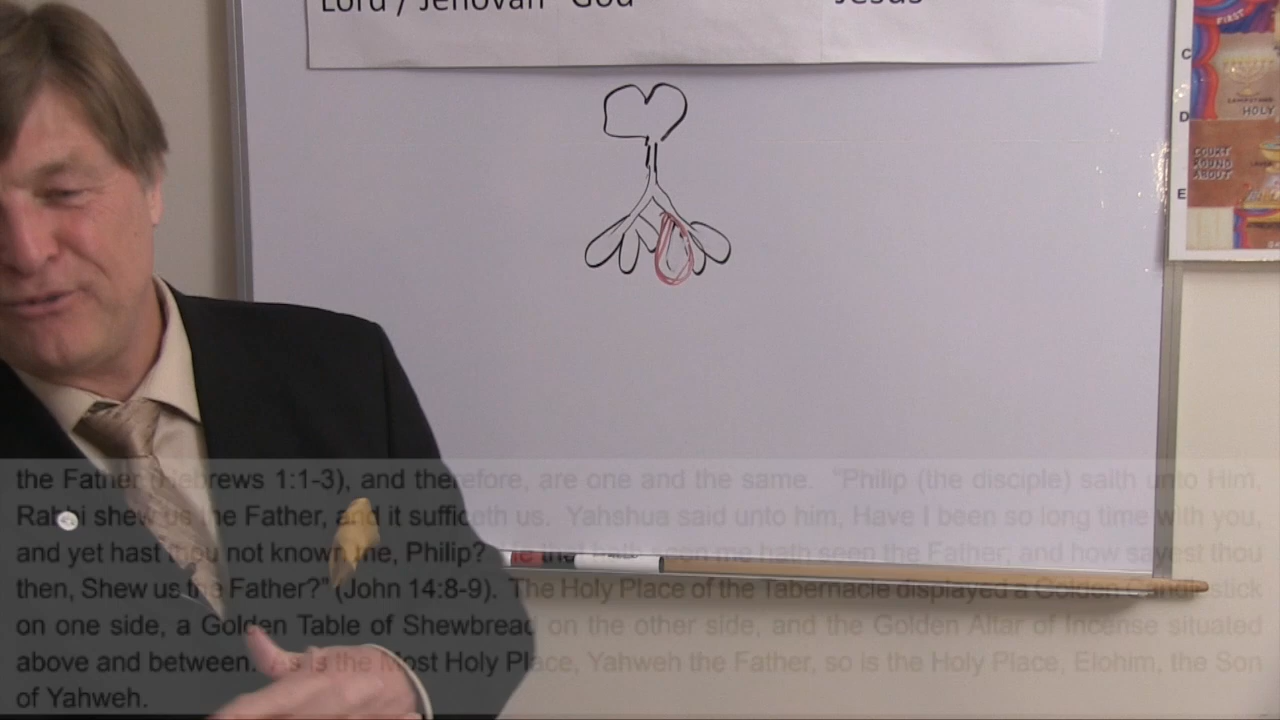 Lord / Jehovah God Jesus
FIRST
C
CANDLESTAND
HOLY
D
COURT
ROUND
ABOUT
E
the Father (Hebrews 1:1-3), and therefore, are one and the same. "Philip (the disciple) saith unto Him,
Rabbi shew us the Father, and it sufficeth us. Yahshua said unto him, Have I been so long time with you,
and yet hast thou not known me, Philip? He that hath seen me hath seen the Father; and how sayest thou
then, Shew us the Father?" (John 14:8-9). The Holy Place of the Tabernacle displayed a Golden Candlestick
on one side, a Golden Table of Shewbread on the other side, and the Golden Altar of Incense situated
above and between. As is the Most Holy Place, Yahweh the Father, so is the Holy Place, Elohim, the Son
of Yahweh.